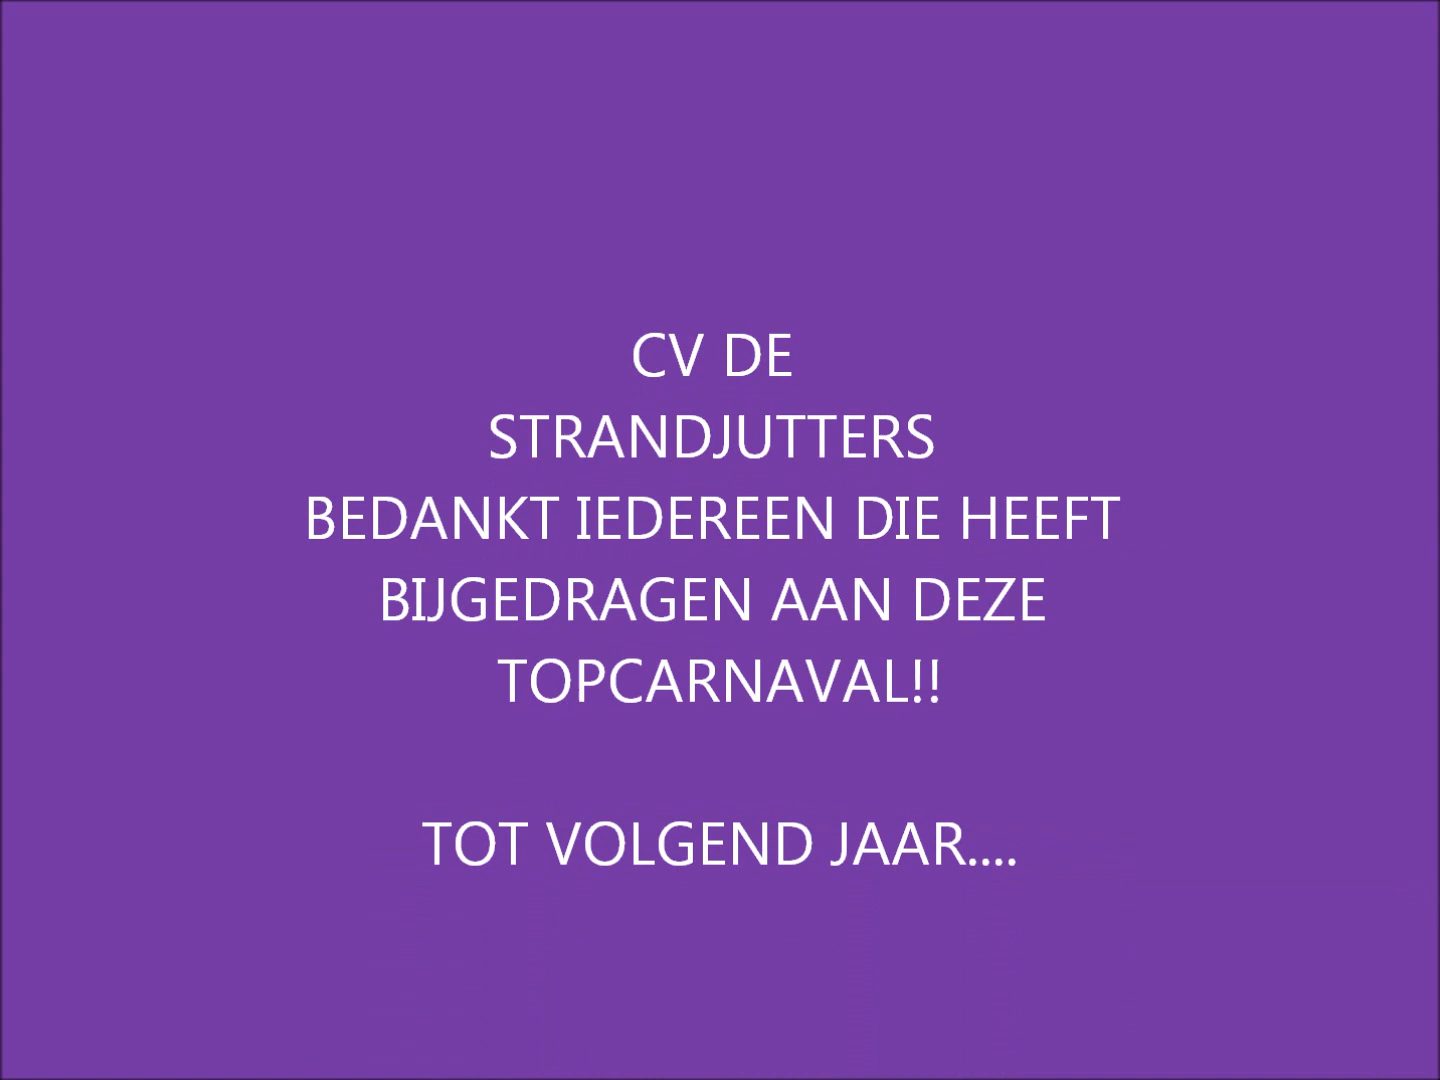 CV DE
STRANDJUTTERS
BEDANKT IEDEREEN DIE HEEFT
BIJGEDRAGEN AAN DEZE
TOPCARNAVAL!!
TOT VOLGEND JAAR....